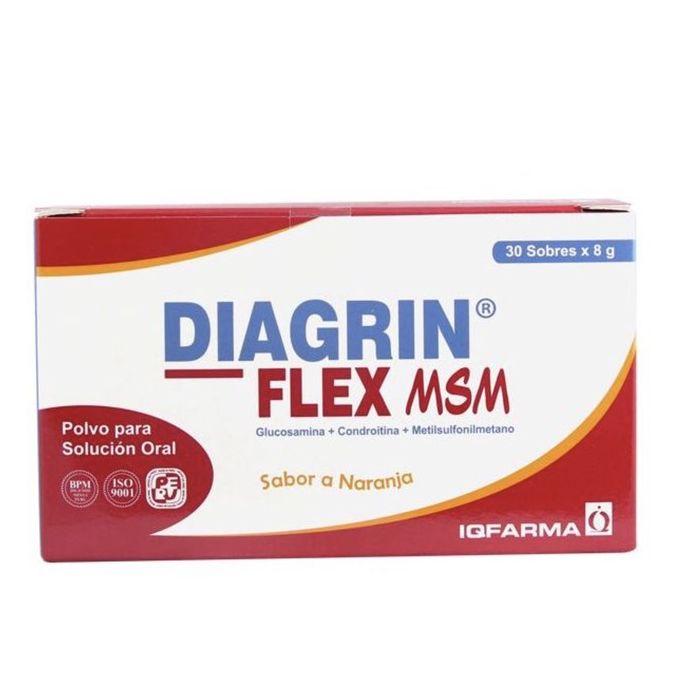 30 Sobres x 8 g
DIAGRIN®
FLEX MSM
Glucosamina + Condroitina + Metilsulfonilmetano
Polvo para
Solución Oral
Sabor a Naranja
BPM
ISO
9001
IQFARMA